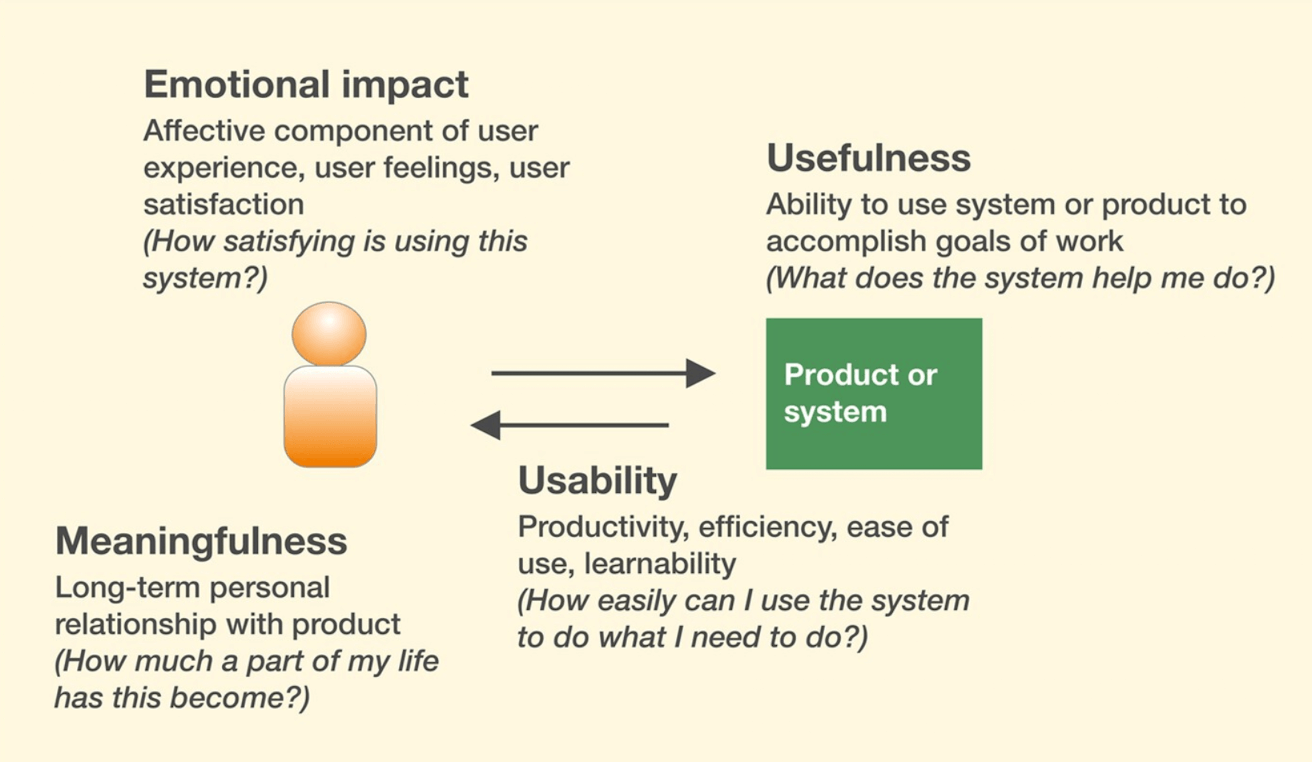 Emotional impact
Affective component of user
experience, user feelings, user
satisfaction
(How satisfying is using this
system?)
Usefulness
Ability to use system or product to
accomplish goals of work
(What does the system help me do?)
Product or
system
Usability
Productivity, efficiency, ease of
use, learnability
(How easily can I use the system
to do what I need to do?)
Meaningfulness
Long-term personal
relationship with product
(How much a part of my life
has this become?)